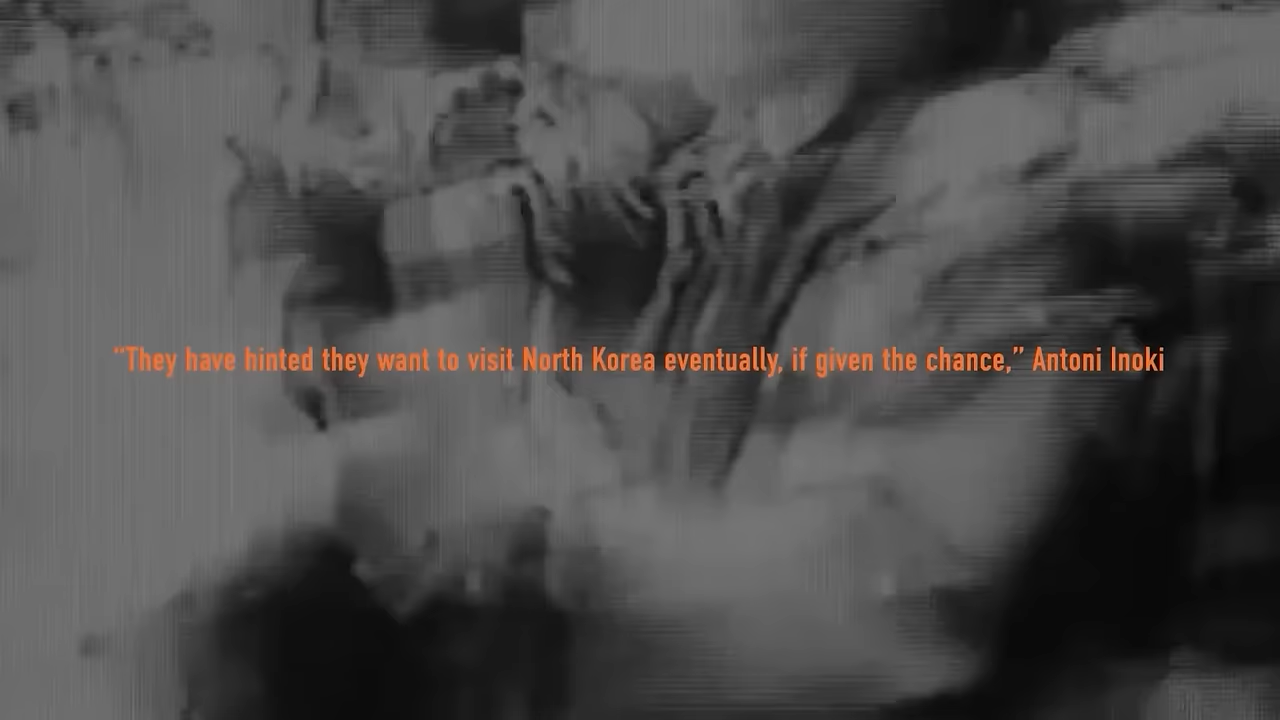 “They have hinted they want to visit North Korea eventually, if given the chance,” Antoni Inoki